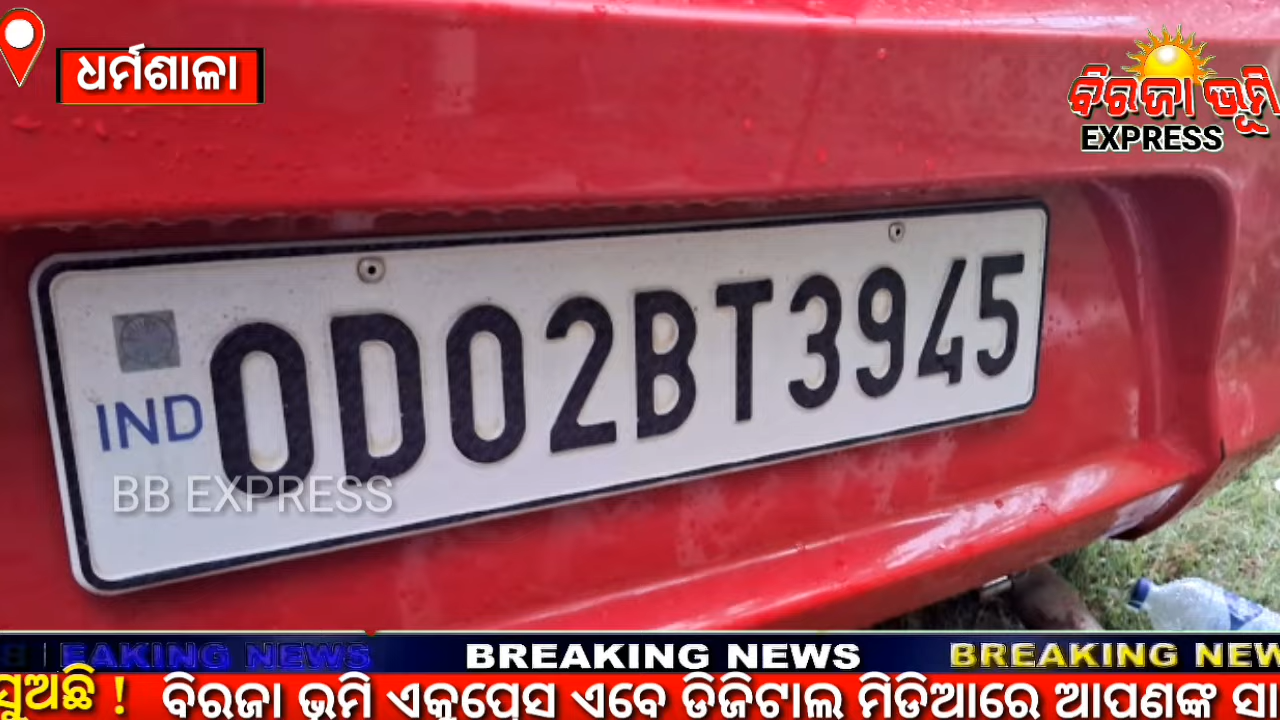 ଧର୍ମଶାଳା
ବିରଜା ଭୂମି
EXPRESS
IND
OD02BT3945
BB EXPRESS
BREAKING NEWS
ବିରଜା ଭୂମି ଏକ୍ସପ୍ରେସ ଏବେ ଡିଜିଟାଲ ମିଡିଆରେ ଆପଣଙ୍କ